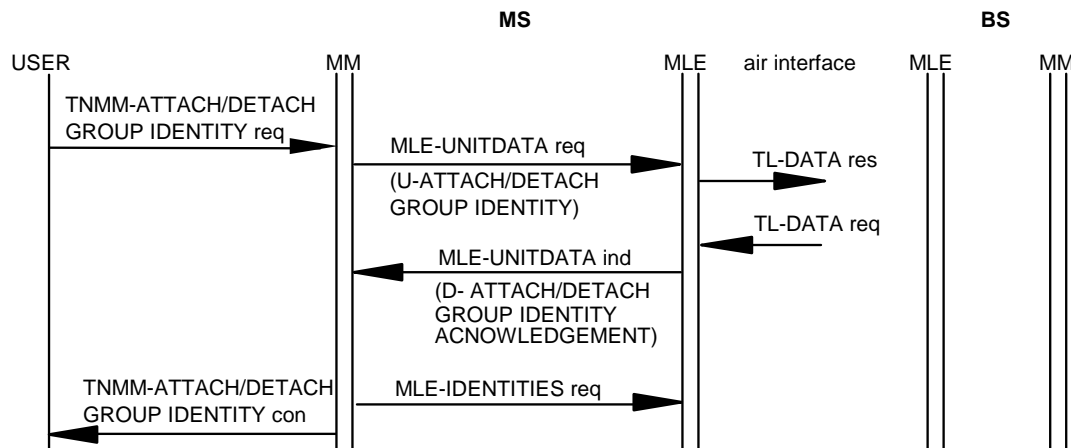 MS
BS
USER
MM
MLE
air interface
MLE
MM
TNMM-ATTACH/DETACH
GROUP IDENTITY req
MLE-UNITDATA req
(U-ATTACH/DETACH
GROUP IDENTITY)
TL-DATA res
TL-DATA req
MLE-UNITDATA ind
(D- ATTACH/DETACH
GROUP IDENTITY
ACNOWLEDGEMENT)
TNMM-ATTACH/DETACH
GROUP IDENTITY con
MLE-IDENTITIES req